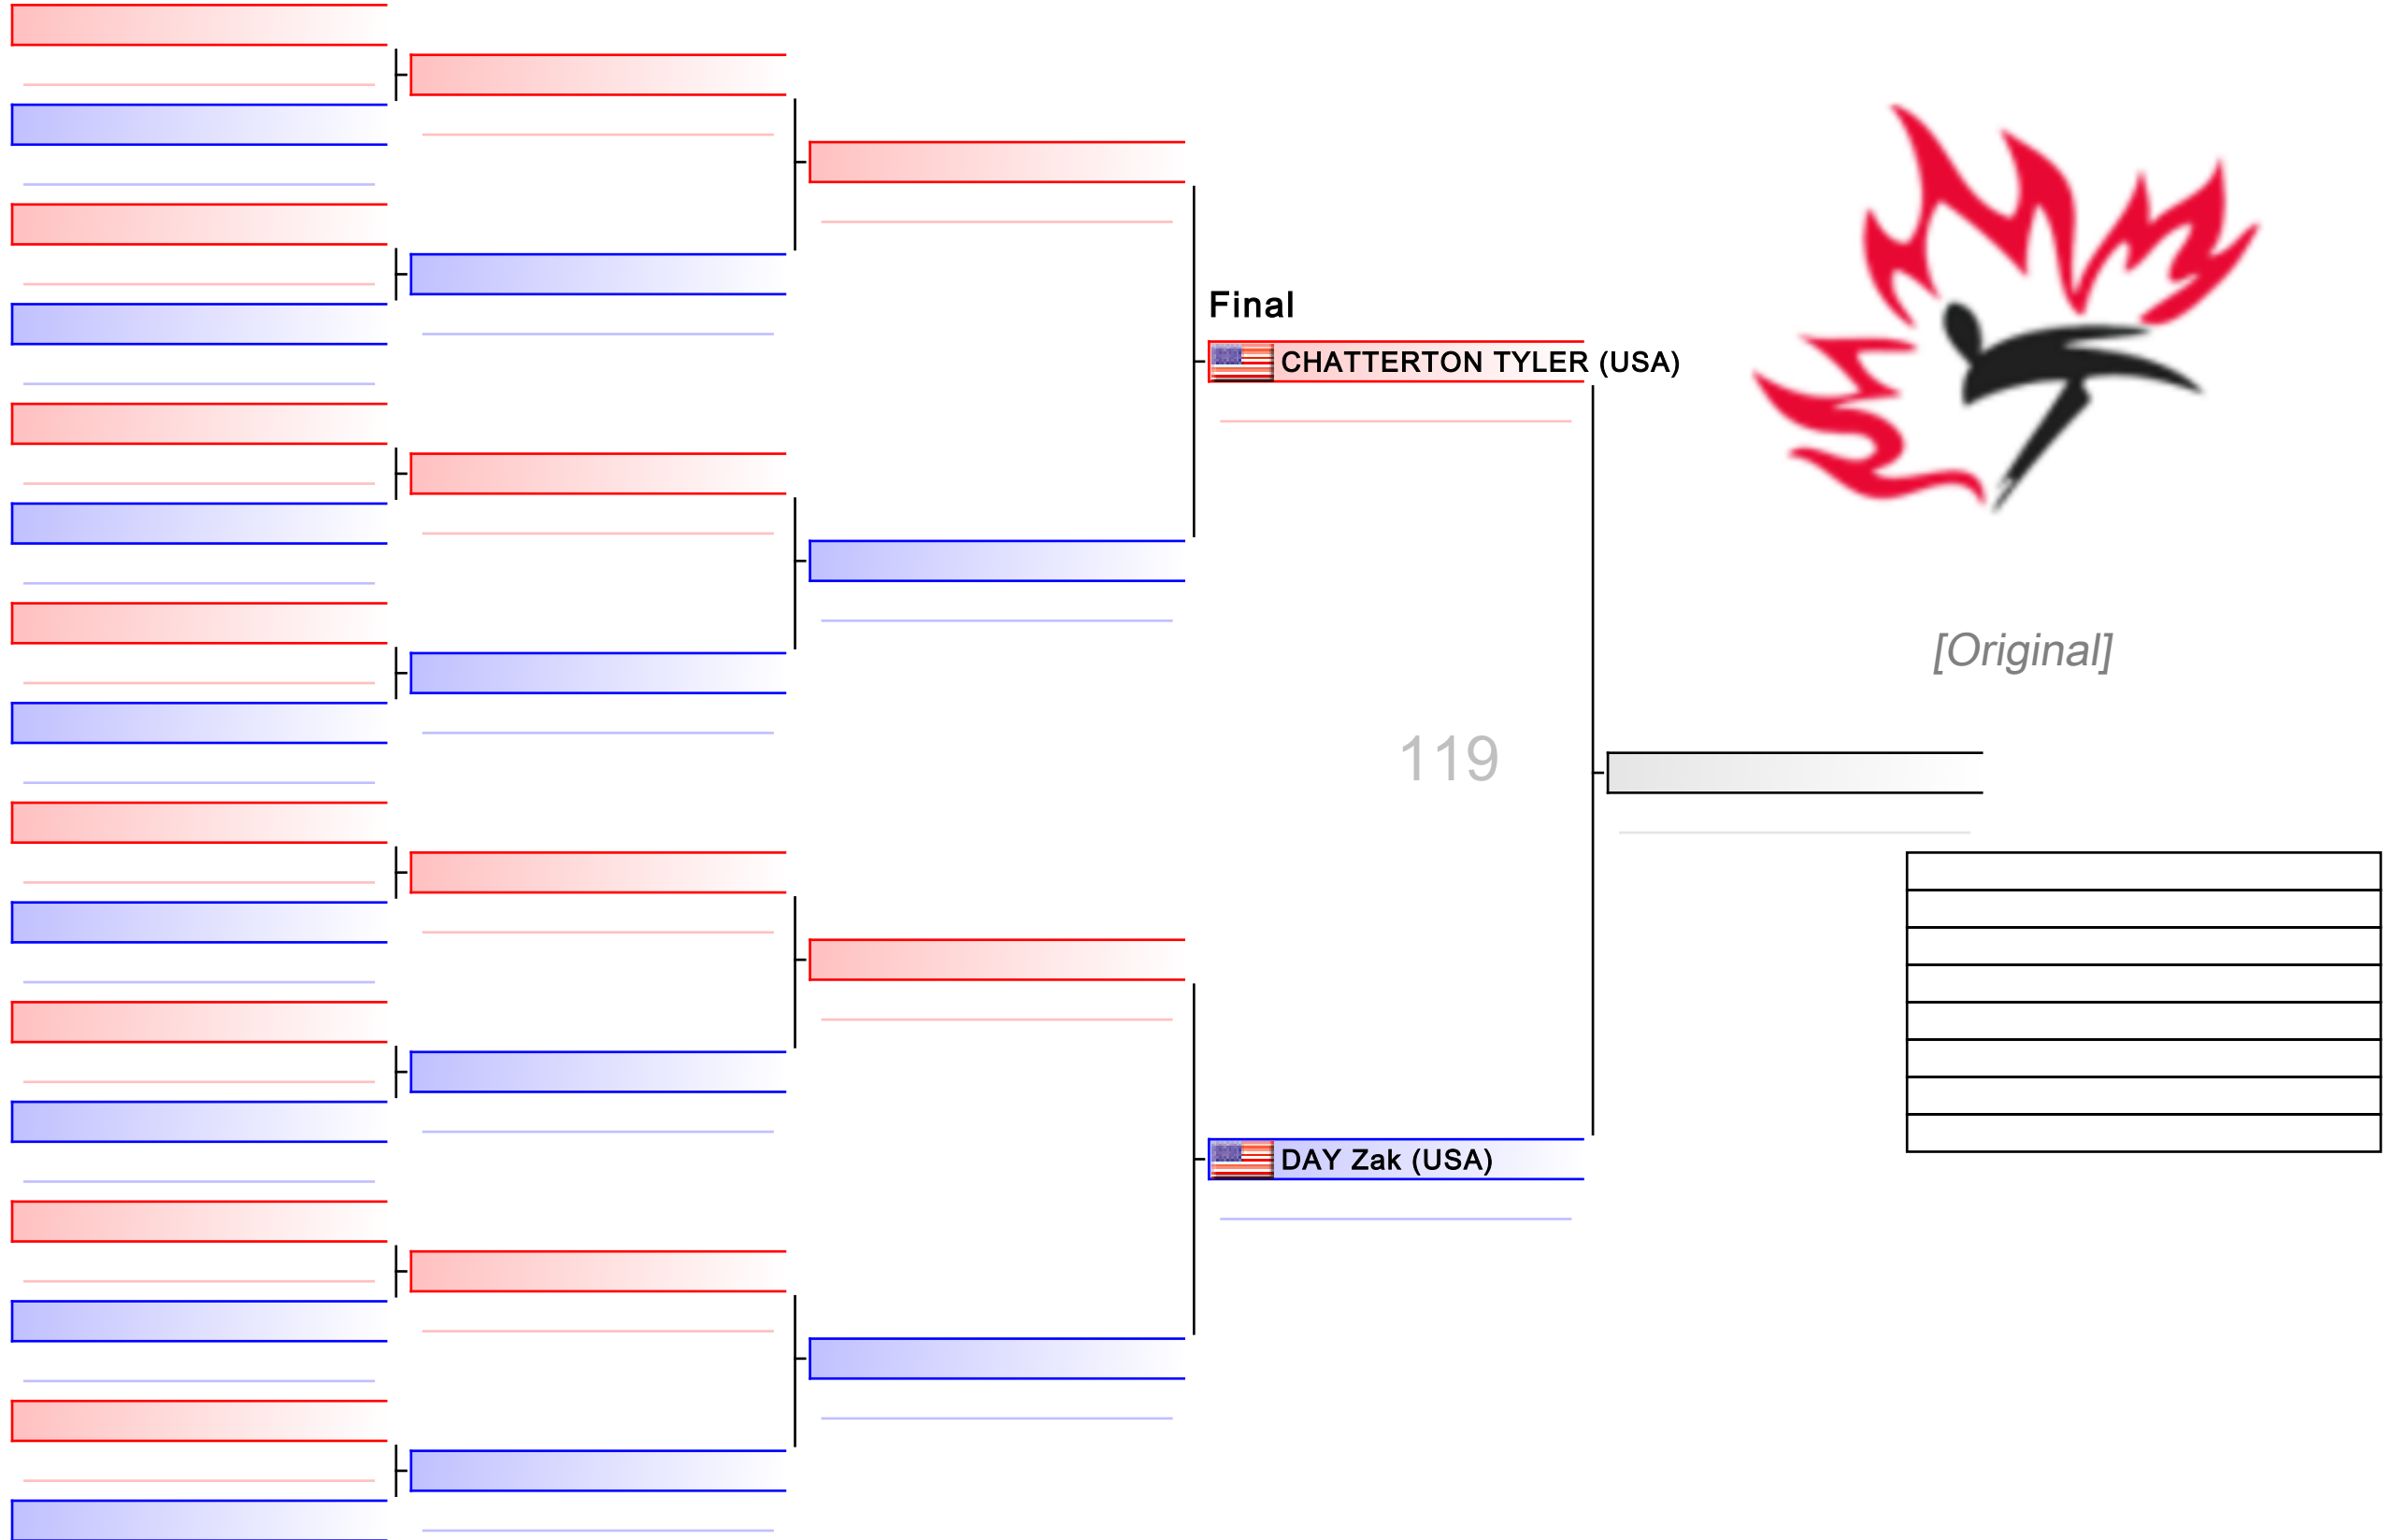 Final
CHATTERTON TYLER (USA)
[Original]
119
DAY Zak (USA)